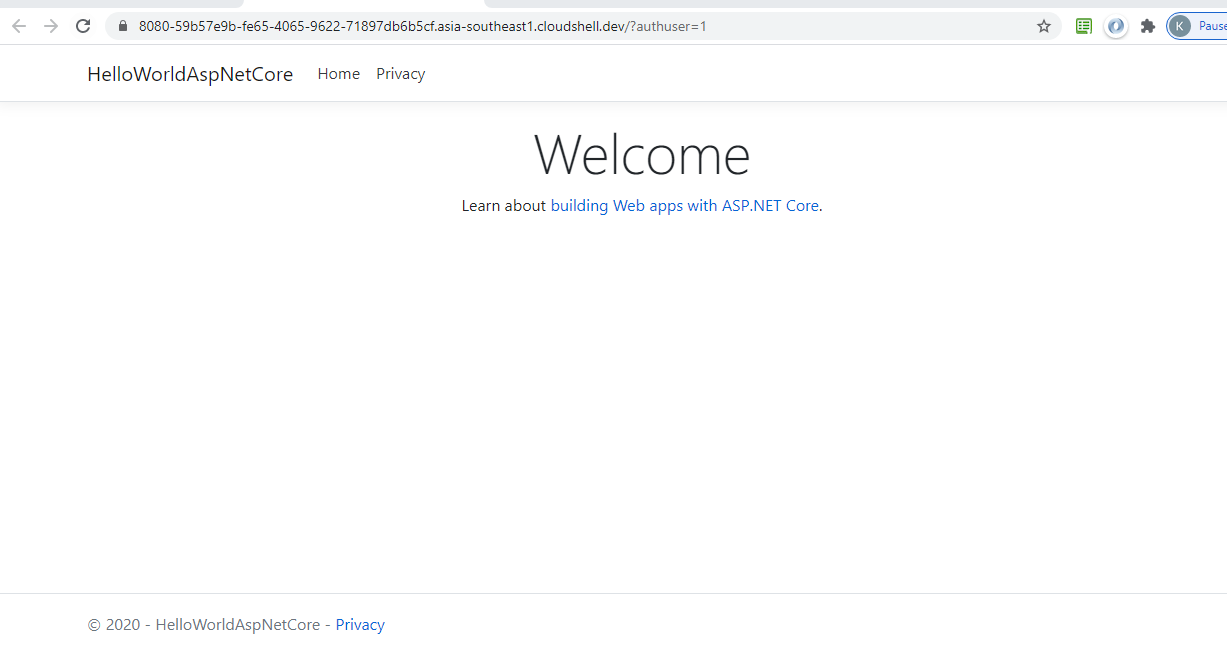 8080-59b57e9b-fe65-4065-9622-71897db6b5cf.asia-southeast1.cloudshell.dev/?authuser=1
K Pause
HelloWorldAspNetCore Home Privacy
Welcome
Learn about building Web apps with ASP.NET Core.
© 2020 - HelloWorldAspNetCore - Privacy